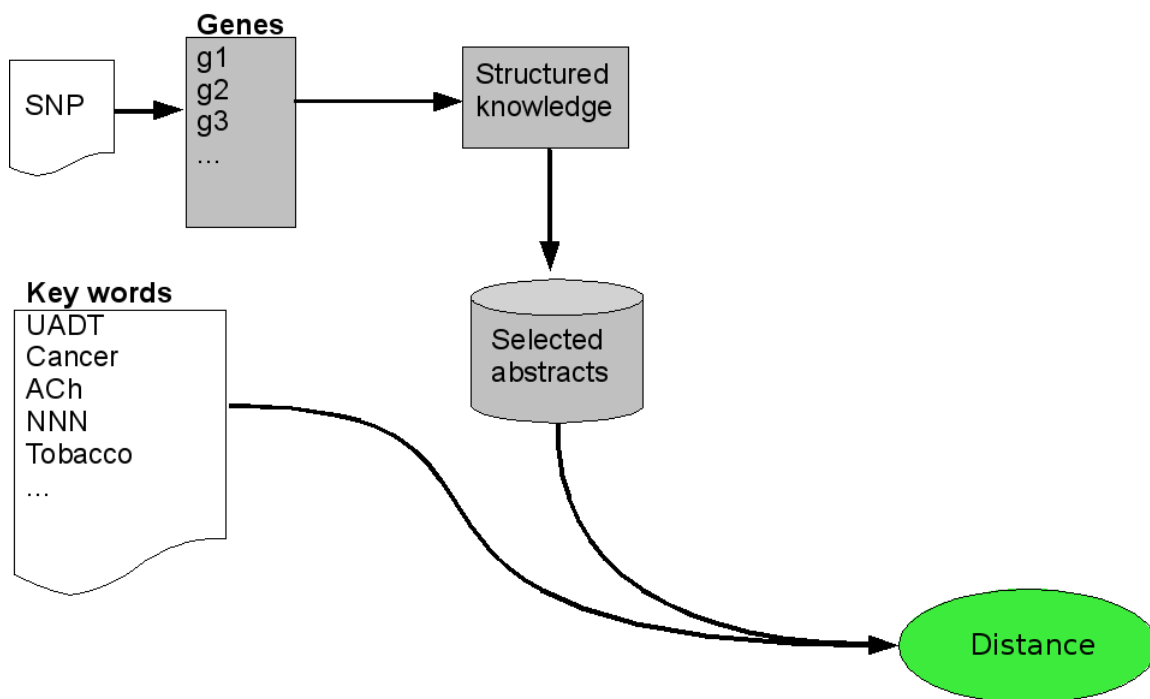 Genes
g1
g2
g3
...
SNP
Structured
knowledge
Key words
UADT
Cancer
ACh
NNN
Tobacco
...
Selected
abstracts
Distance